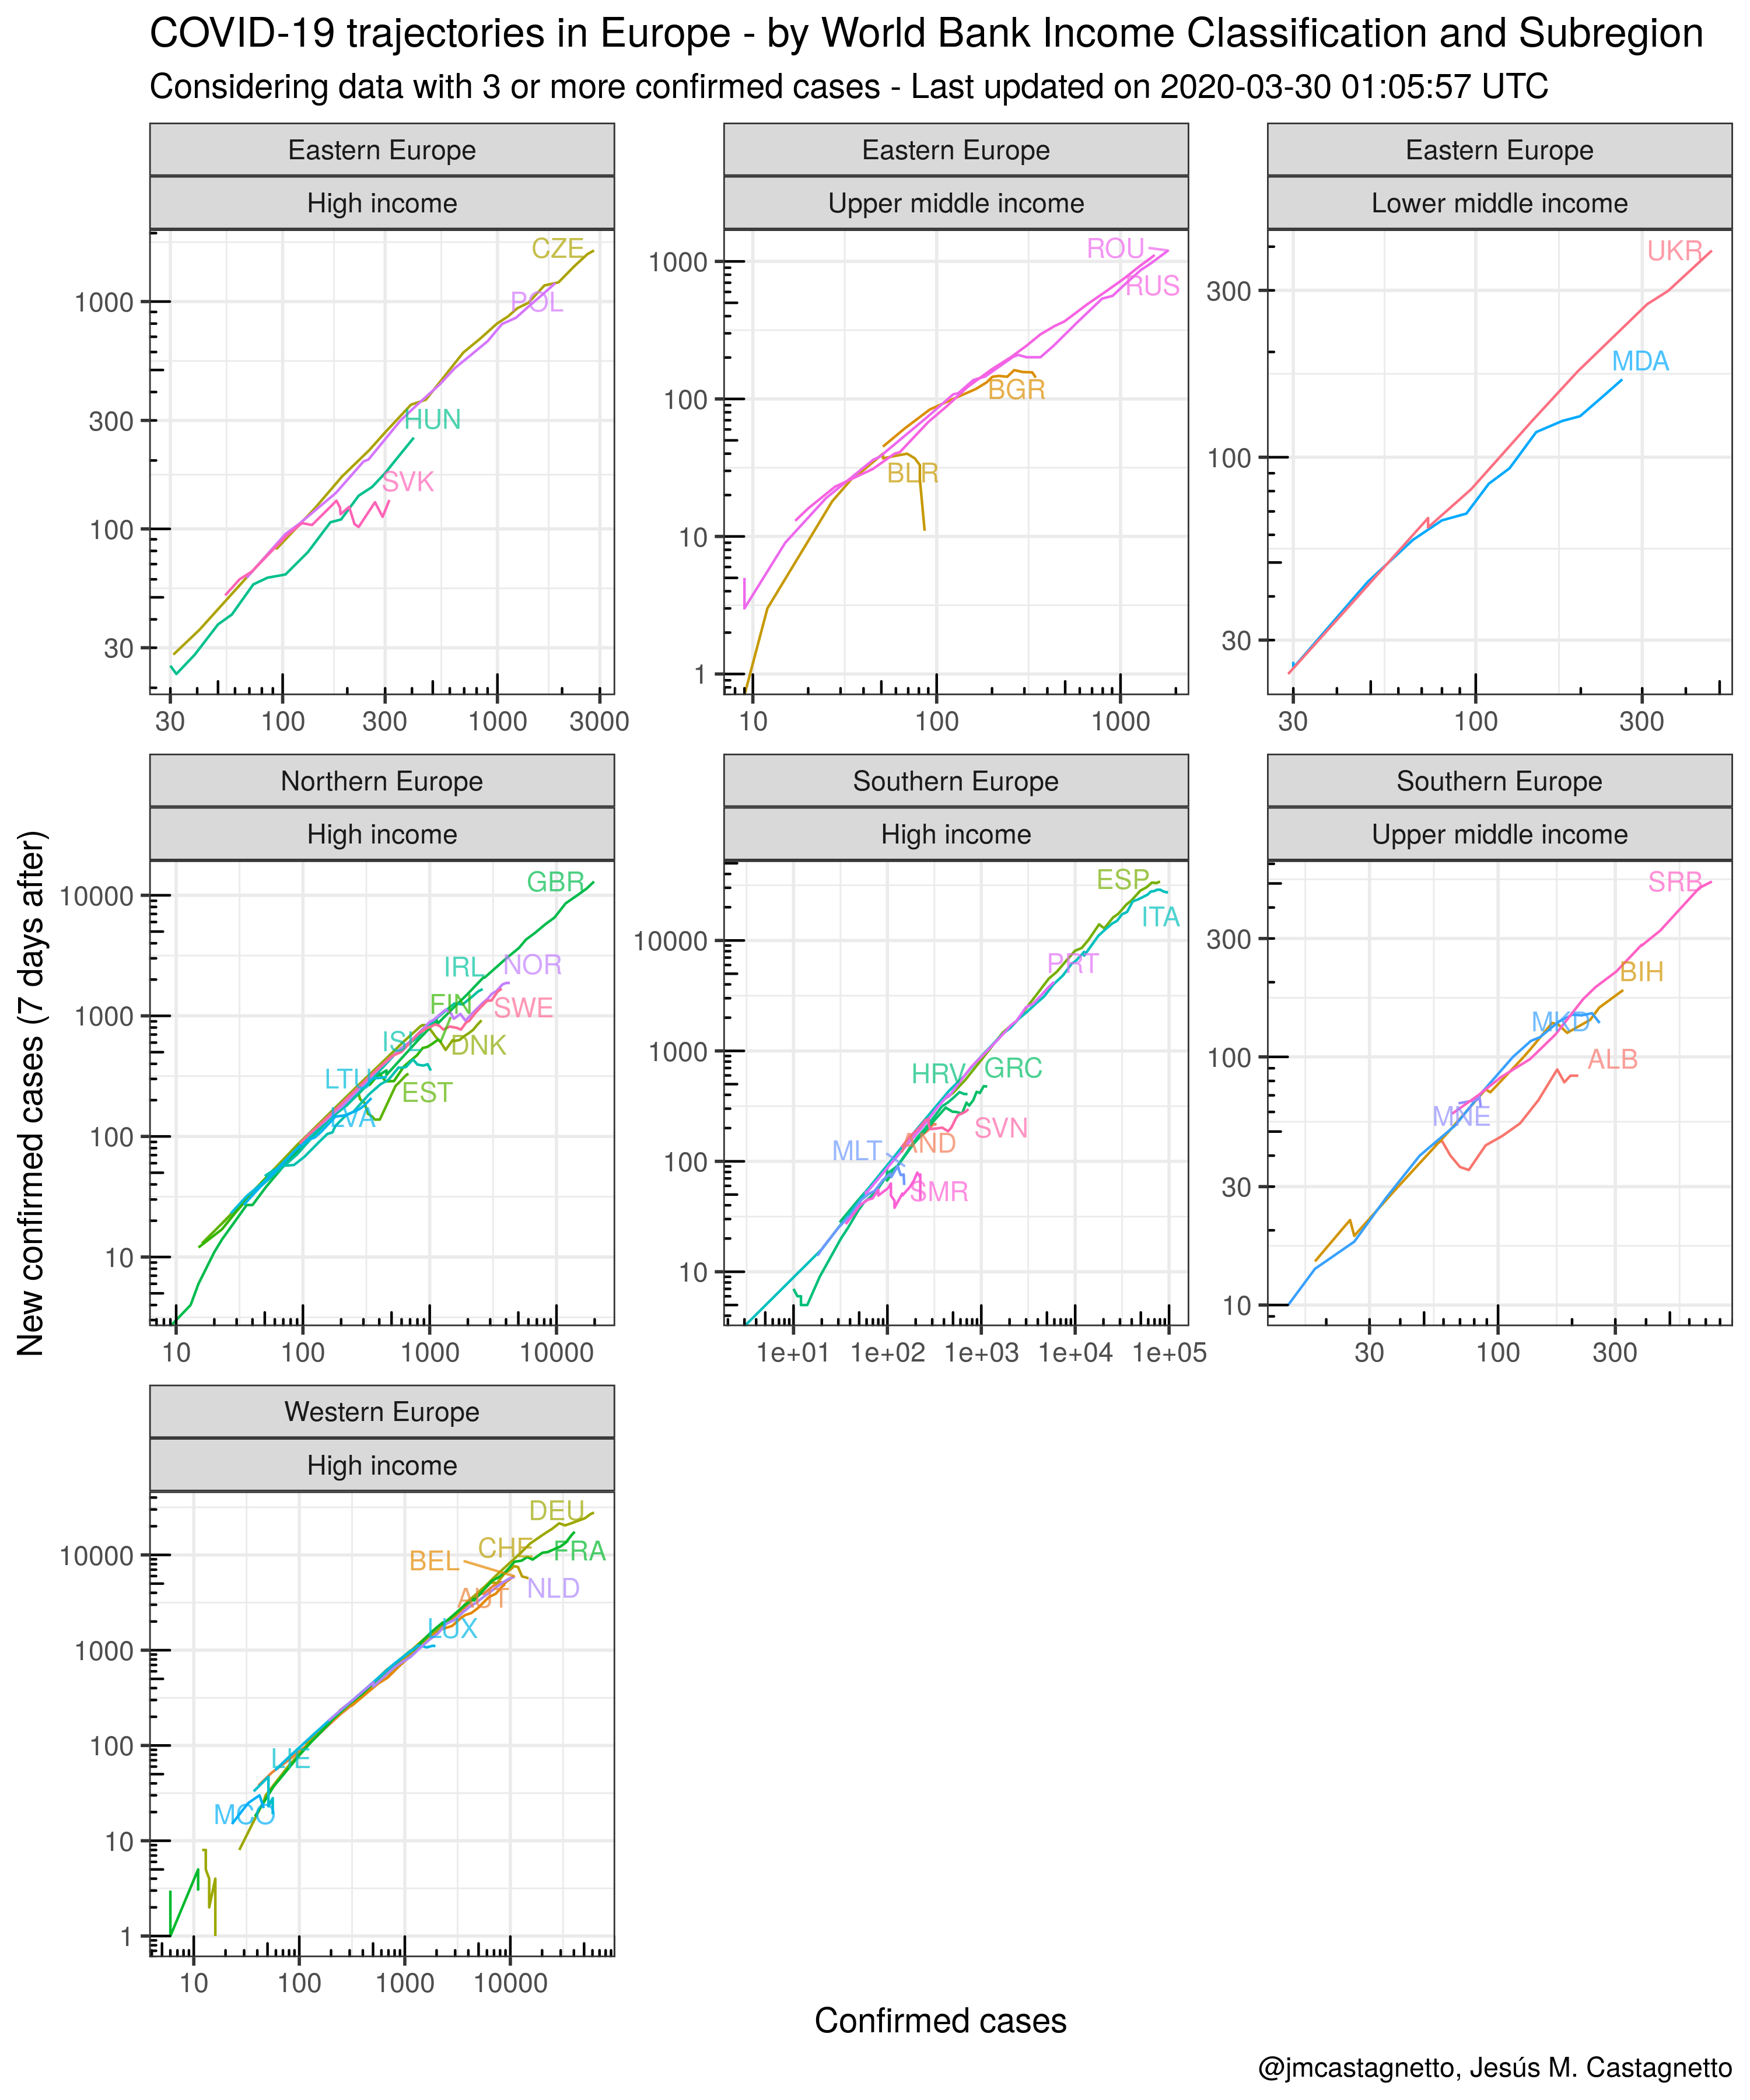 COVID-19 trajectories in Europe - by World Bank Income Classification and Subregion
Considering data with 3 or more confirmed cases - Last updated on 2020-03-30 01:05:57 UTC
Eastern Europe
High income
CZE
POL
HUN
SVK
1000
300
100
30
30 100 300 1000 3000
Eastern Europe
Upper middle income
ROU
RUS
BGR
BLR
1000
100
10
1
10 100 1000
Eastern Europe
Lower middle income
UKR
MDA
300
100
30
30 100 300
New confirmed cases (7 days after)
Northern Europe
High income
GBR
IRL
NOR
FIN
SWE
ISL
DNK
LTU
EST
LVA
10000
1000
100
10
10 100 1000 10000
Southern Europe
High income
ESP
ITA
PRT
HRV
GRC
SVN
AND
MLT
SMR
10000
1000
100
10
1e+01 1e+02 1e+03 1e+04 1e+05
Southern Europe
Upper middle income
SRB
BIH
MKD
ALB
MNE
300
100
30
10
30 100 300
Western Europe
High income
DEU
CHE
FRA
BEL
NLD
AUT
LUX
LIE
MCO
10000
1000
100
10
1
10 100 1000 10000
Confirmed cases
@jmcastagnetto, Jesús M. Castagnetto